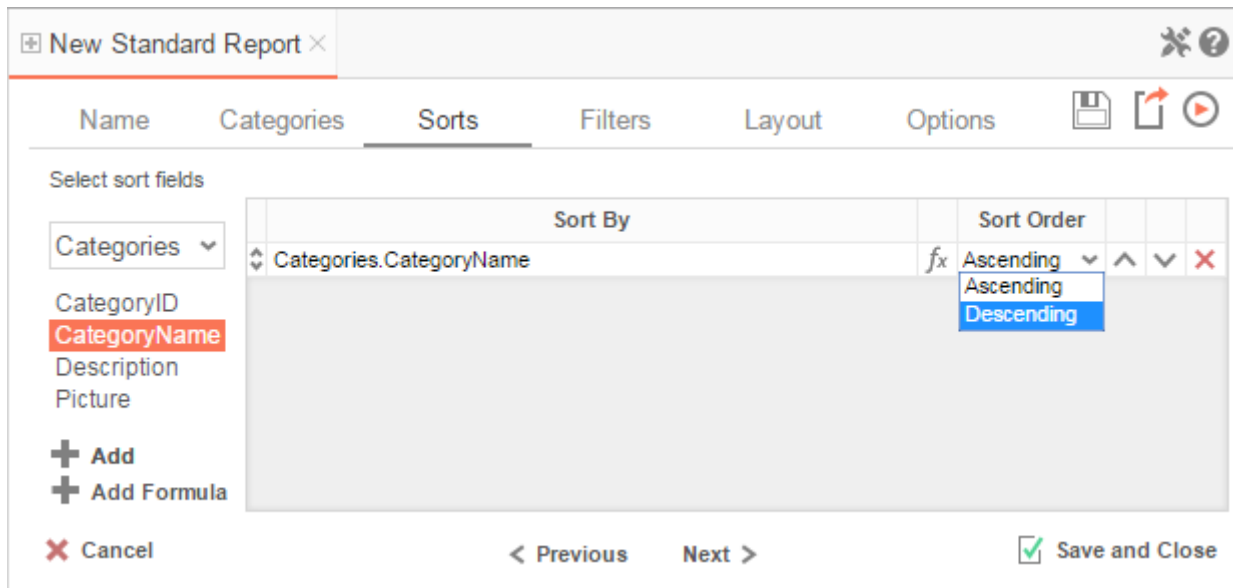 New Standard Report
Name Categories Sorts Filters Layout Options
Select sort fields
Categories
CategoryID
CategoryName
Description
Picture
Add
Add Formula
Sort By Sort Order
Categories.CategoryName fx Ascending
Ascending
Descending
Cancel < Previous Next > Save and Close